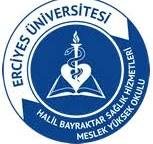 ERCİYES ÜNİVERSİTESİ
HALİL BAYRAKTAR SAĞLIK HİZMETLERİ
MESLEK YÜKSEK OKULU